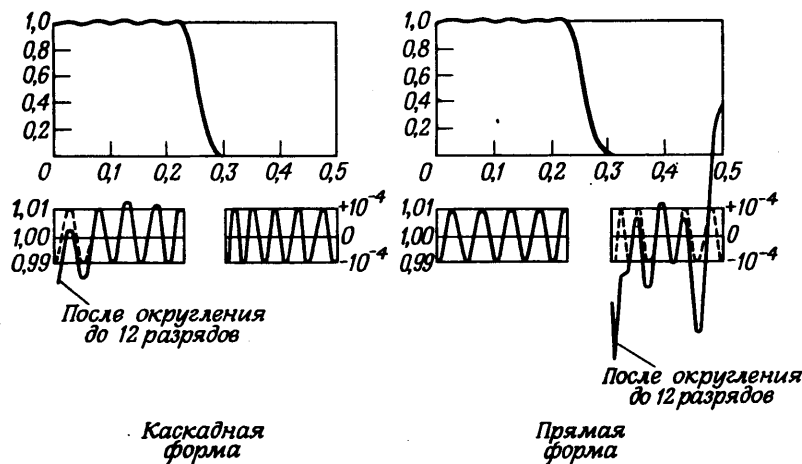 1,0
0,8
0,6
0,4
0,2
0 0,1 0,2 0,3 0,4 0,5
1,01
1,00
0,99
+10⁻⁴
0
-10⁻⁴
После округления
до 12 разрядов
Каскадная
форма
1,0
0,8
0,6
0,4
0,2
0 0,1 0,2 0,3 0,4 0,5
1,01
1,00
0,99
+10⁻⁴
0
-10⁻⁴
После округления
до 12 разрядов
Прямая
форма